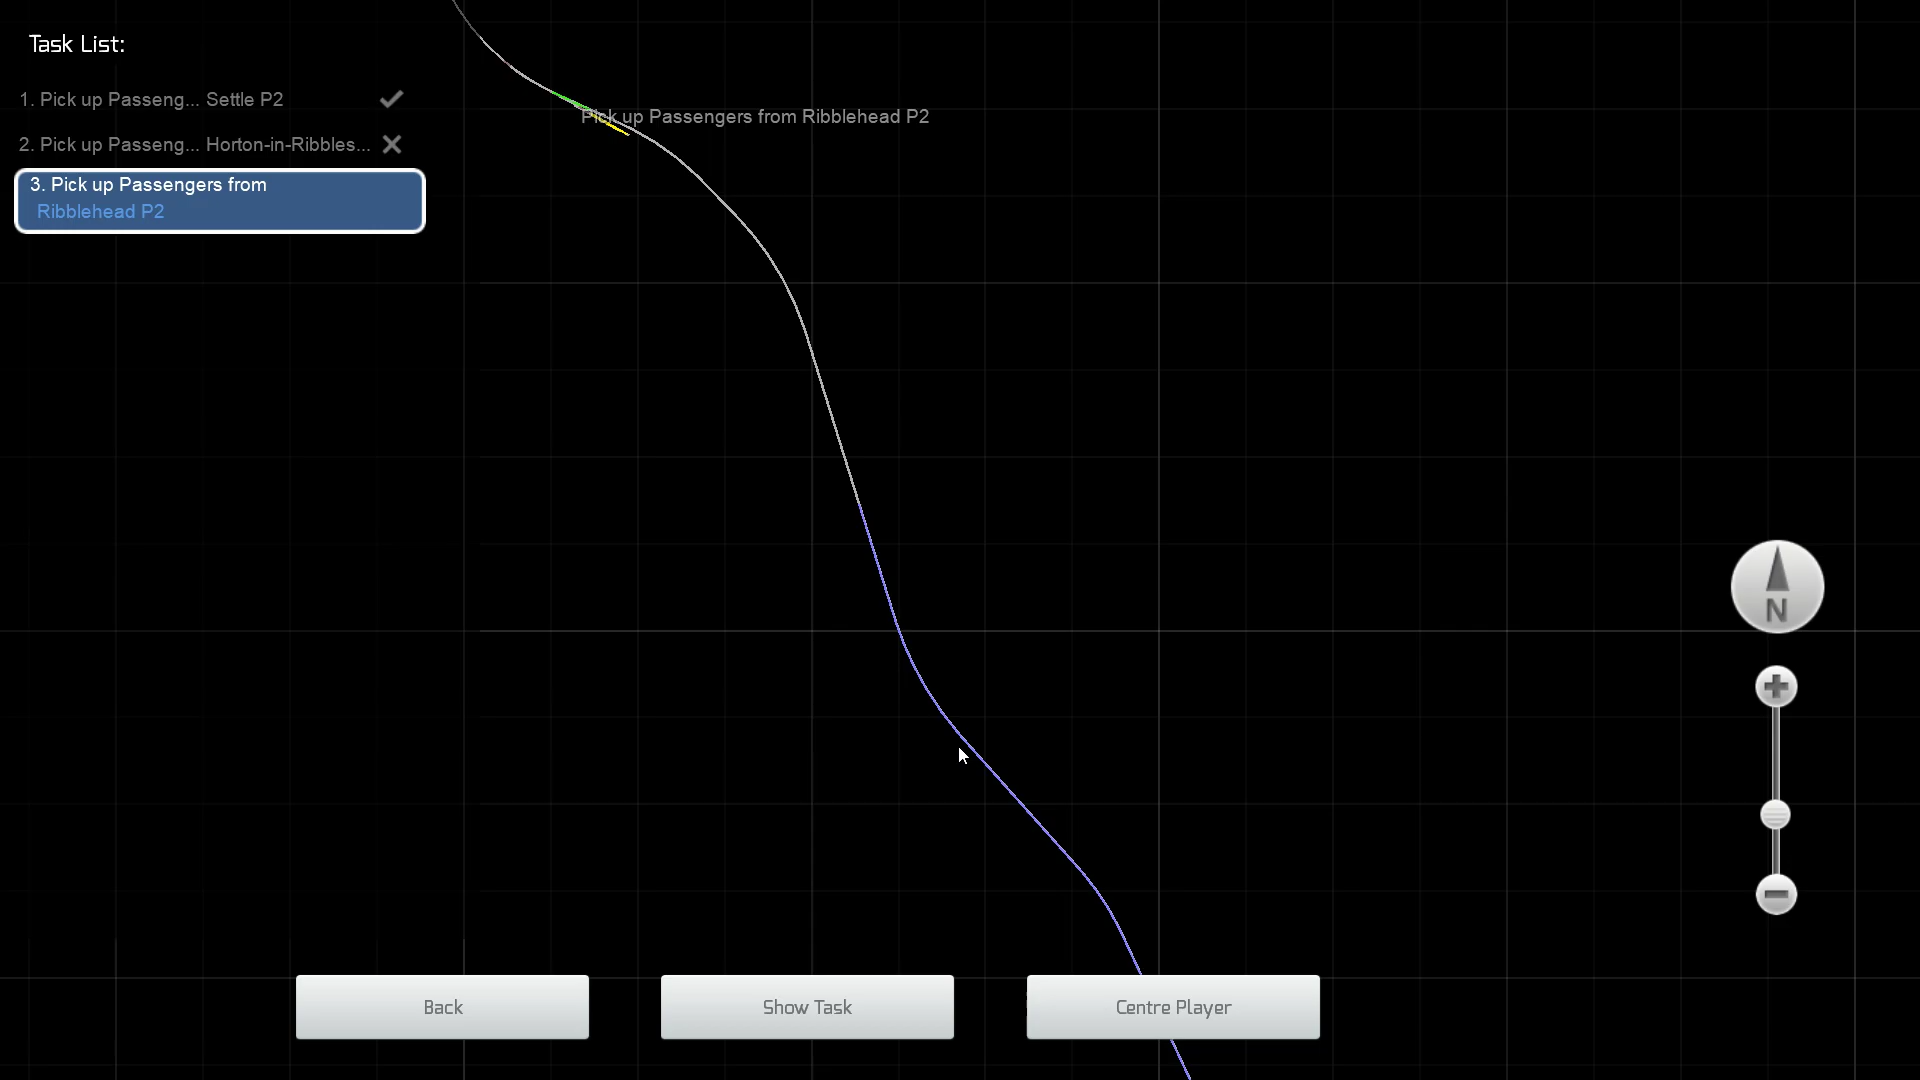 Task List:
1. Pick up Passeng... Settle P2
2. Pick up Passeng... Horton-in-Ribbles...
3. Pick up Passengers from
Ribblehead P2
Pick up Passengers from Ribblehead P2
N
Back
Show Task
Centre Player